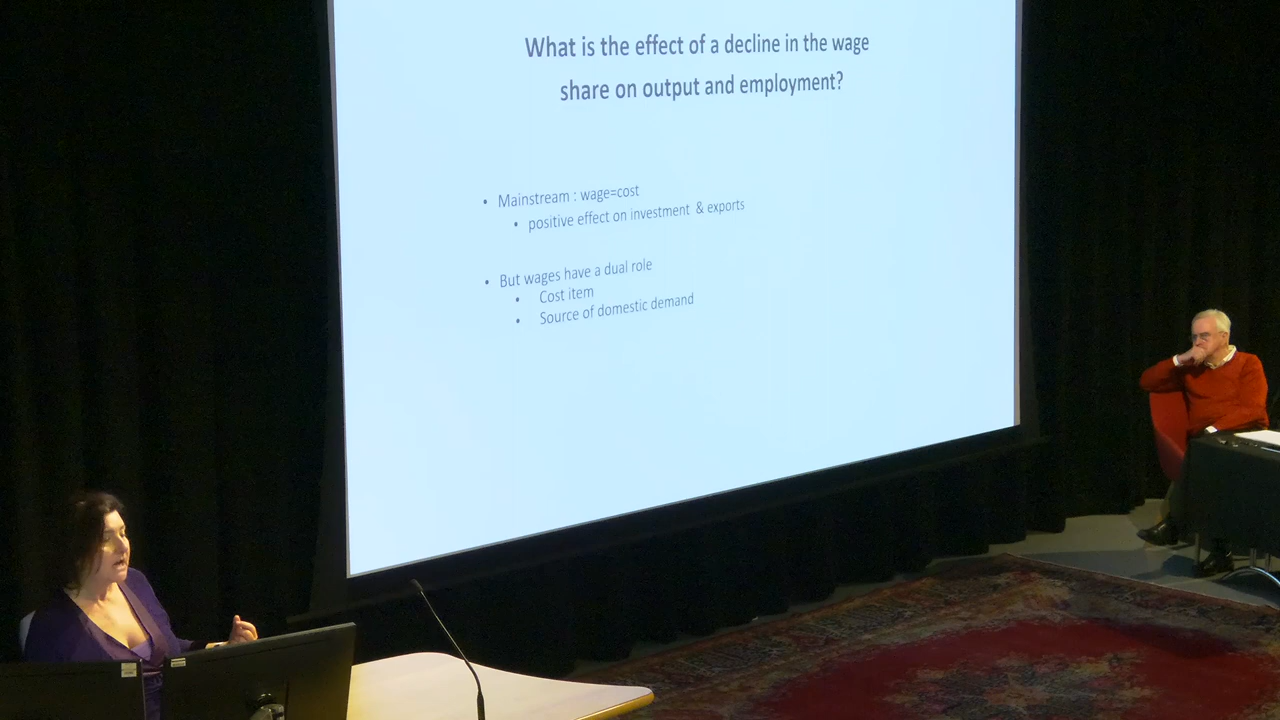 What is the effect of a decline in the wage
share on output and employment?
• Mainstream : wage=cost
• positive effect on investment & exports
• But wages have a dual role
• Cost item
• Source of domestic demand